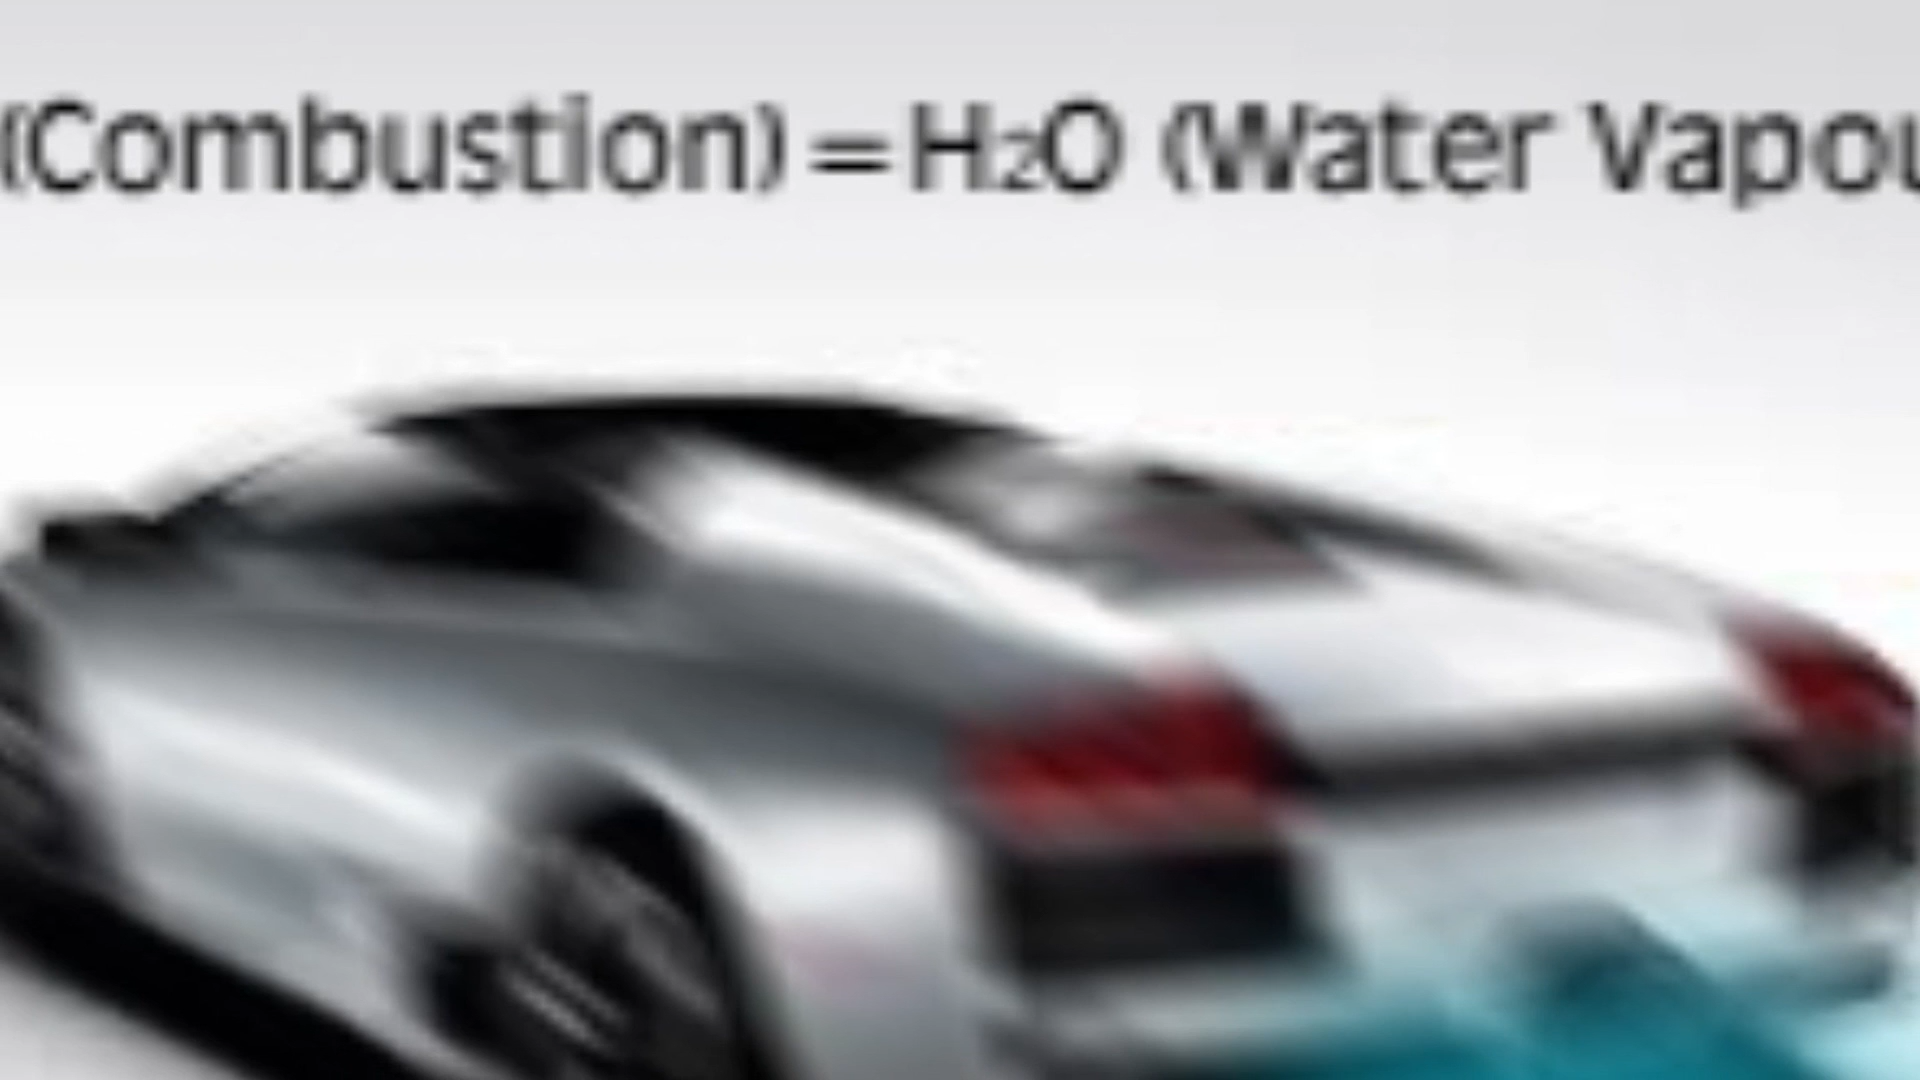 (Combustion) = H₂O (Water Vapou